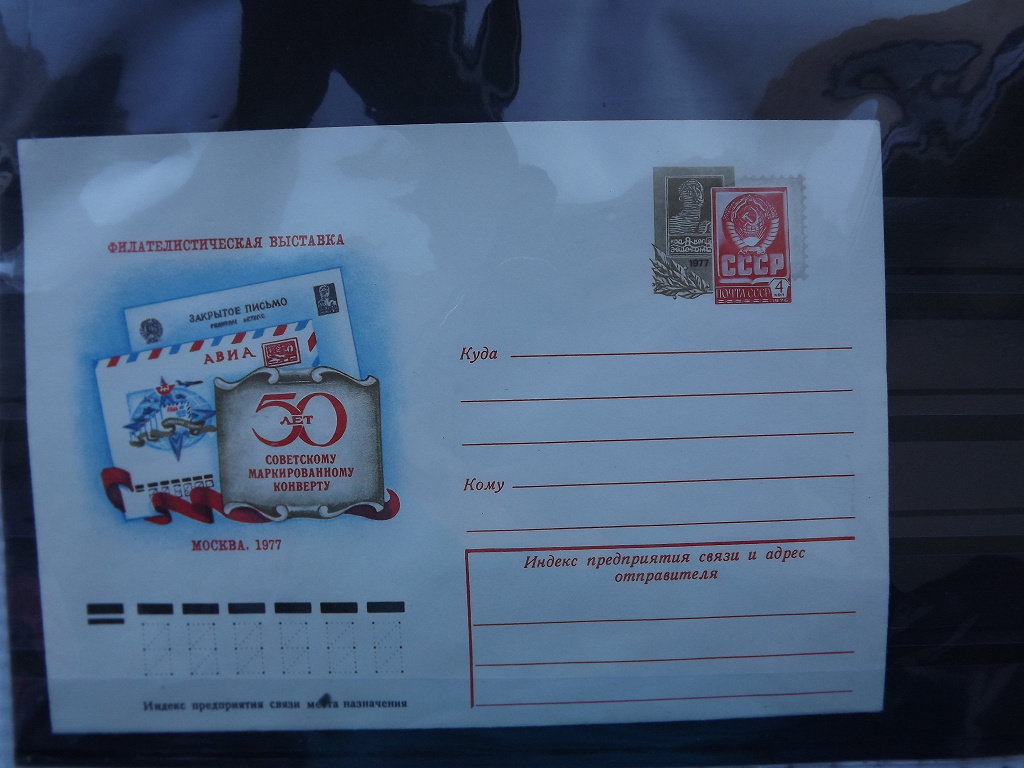 ФИЛАТЕЛИСТИЧЕСКАЯ ВЫСТАВКА
ЗАКРЫТОЕ ПИСЬМО
АВИА
50
ЛЕТ
СОВЕТСКОМУ
МАРКИРОВАННОМУ
КОНВЕРТУ
МОСКВА. 1977
1977
СССР
ПОЧТА СССР
4
Куда
Кому
Индекс предприятия связи и адрес
отправителя
Индекс предприятия связи места назначения